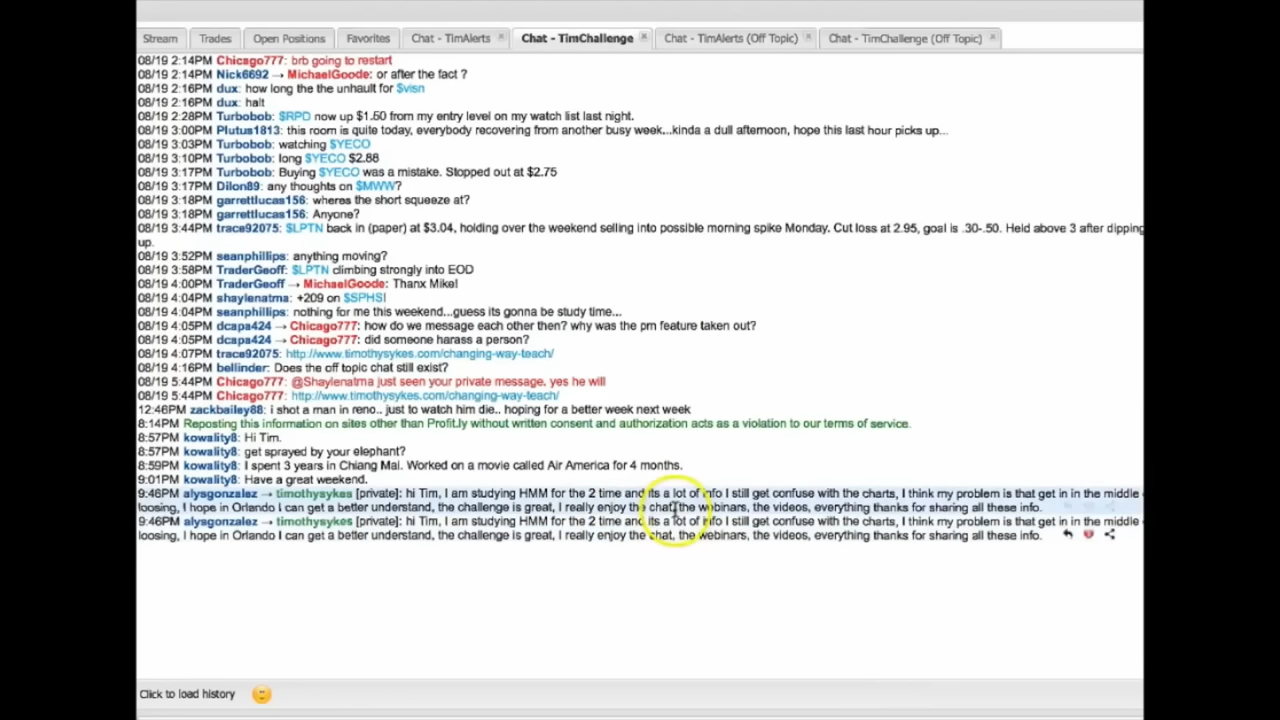 Stream Trades Open Positions Favorites Chat - TimAlerts Chat - TimChallenge Chat - TimAlerts (Off Topic) Chat - TimChallenge (Off Topic)
08/19 2:14PM Chicago777: brb going to restart
08/19 2:14PM Nick6692 → MichaelGoode: or after the fact ?
08/19 2:16PM dux: how long the the unhault for $visn
08/19 2:16PM dux: halt
08/19 2:28PM Turbobob: $RPD now up $1.50 from my entry level on my watch list last night.
08/19 3:00PM Plutus1813: this room is quite today, everybody recovering from another busy week...kinda a dull afternoon, hope this last hour picks up...
08/19 3:03PM Turbobob: watching $YECO
08/19 3:10PM Turbobob: long $YECO $2.88
08/19 3:17PM Turbobob: Buying $YECO was a mistake. Stopped out at $2.75
08/19 3:17PM Dilon89: any thoughts on $MWW?
08/19 3:18PM garrettlucas156: wheres the short squeeze at?
08/19 3:18PM garrettlucas156: Anyone?
08/19 3:44PM trace92075: $LPTN back in (paper) at $3.04, holding over the weekend selling into possible morning spike Monday. Cut loss at 2.95, goal is .30-.50. Held above 3 after dipping
up.
08/19 3:52PM seanphillips: anything moving?
08/19 3:58PM TraderGeoff: $LPTN climbing strongly into EOD
08/19 4:00PM TraderGeoff → MichaelGoode: Thanx Mike!
08/19 4:04PM shaylenatma: +209 on $SPHS!
08/19 4:04PM seanphillips: nothing for me this weekend...guess its gonna be study time...
08/19 4:05PM dcapa424 → Chicago777: how do we message each other then? why was the pm feature taken out?
08/19 4:05PM dcapa424 → Chicago777: did someone harass a person?
08/19 4:07PM trace92075: http://www.timothysykes.com/changing-way-teach/
08/19 4:16PM bellinder: Does the off topic chat still exist?
08/19 5:44PM Chicago777: @Shaylenatma just seen your private message. yes he will
08/19 5:44PM Chicago777: http://www.timothysykes.com/changing-way-teach/
12:46PM zackbailey88: i shot a man in reno.. just to watch him die.. hoping for a better week next week
8:14PM Reposting this information on sites other than Profit.ly without written consent and authorization acts as a violation to our terms of service.
8:57PM kowality8: Hi Tim.
8:57PM kowality8: get sprayed by your elephant?
8:59PM kowality8: I spent 3 years in Chiang Mai. Worked on a movie called Air America for 4 months.
9:01PM kowality8: Have a great weekend.
9:46PM alysgonzalez → timothysykes [private]: hi Tim, I am studying HMM for the 2 time and its a lot of info I still get confuse with the charts, I think my problem is that get in in the middle
loosing, I hope in Orlando I can get a better understand, the challenge is great, I really enjoy the chat, the webinars, the videos, everything thanks for sharing all these info.
9:46PM alysgonzalez → timothysykes [private]: hi Tim, I am studying HMM for the 2 time and its a lot of info I still get confuse with the charts, I think my problem is that get in in the middle
loosing, I hope in Orlando I can get a better understand, the challenge is great, I really enjoy the chat, the webinars, the videos, everything thanks for sharing all these info.
Click to load history